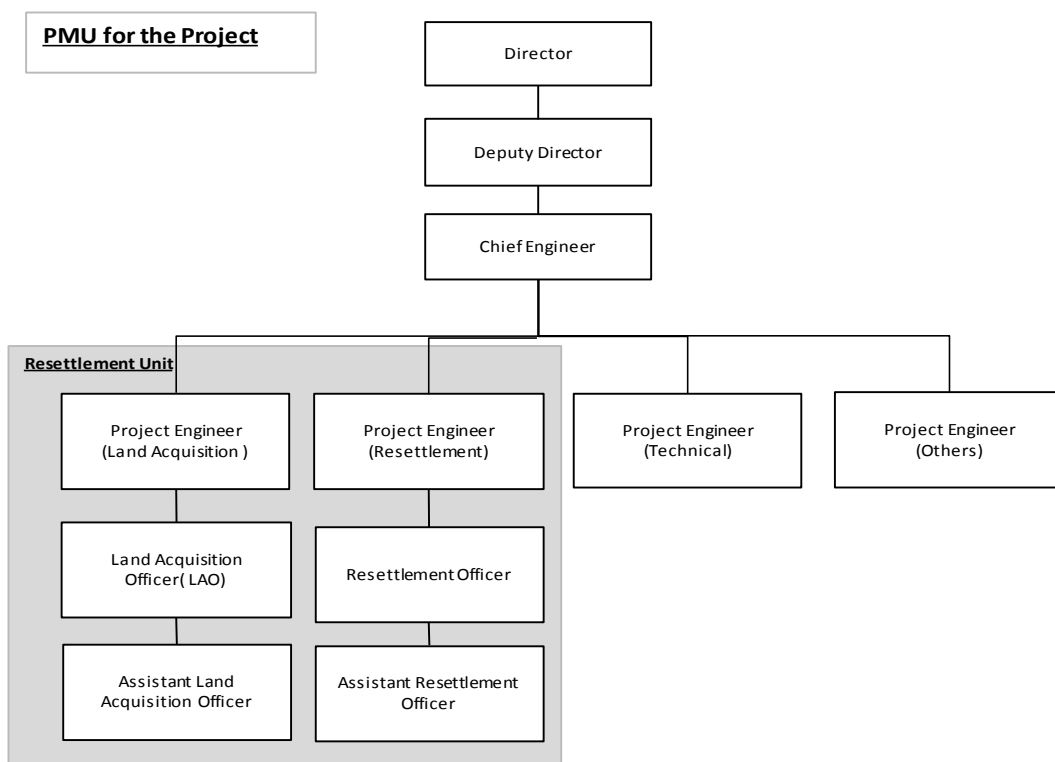 PMU for the Project
Director
Deputy Director
Chief Engineer
Resettlement Unit
Project Engineer
(Land Acquisition )
Project Engineer
(Resettlement)
Project Engineer
(Technical)
Project Engineer
(Others)
Land Acquisition
Officer( LAO)
Resettlement Officer
Assistant Land
Acquisition Officer
Assistant Resettlement
Officer